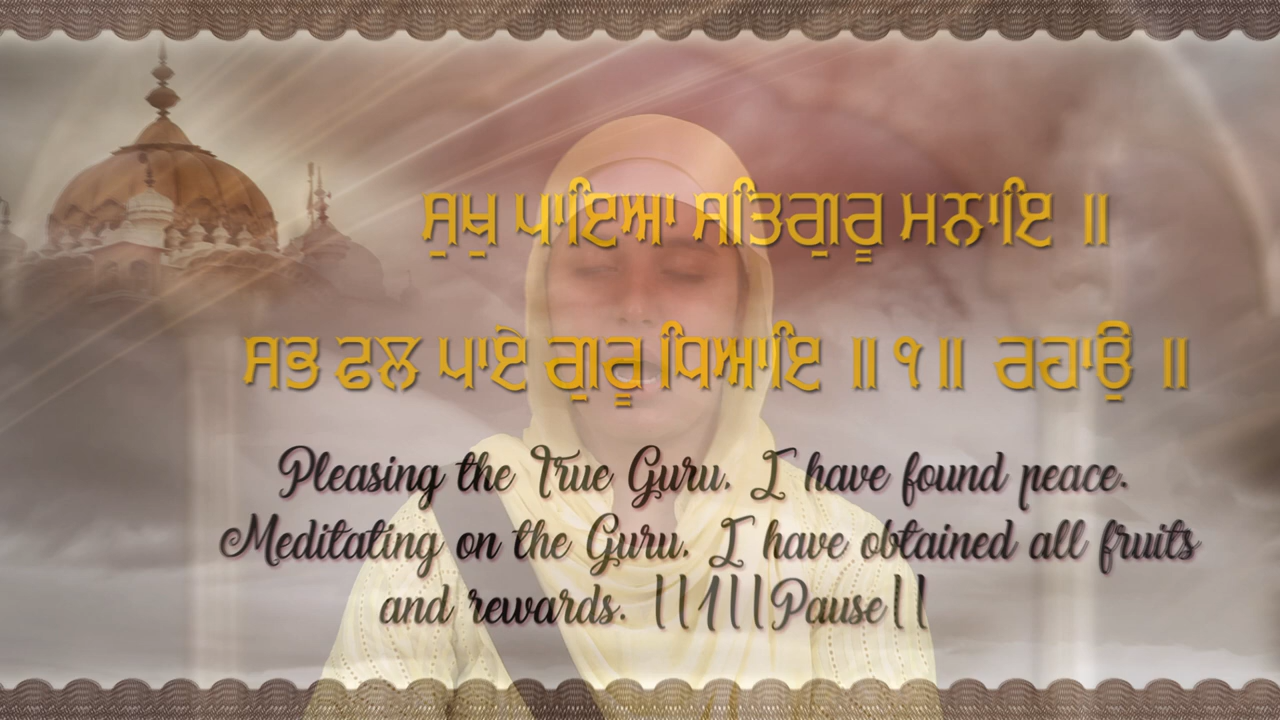 ਸੁਖੁ ਪਾਇਆ ਸਤਿਗੁਰੂ ਮਨਾਇ ॥
ਸਭ ਫਲ ਪਾਏ ਗੁਰੂ ਧਿਆਇ ॥ ੧ ॥ ਰਹਾਉ ॥
Pleasing the True Guru, I have found peace.
Meditating on the Guru, I have obtained all fruits
and rewards. ||1||Pause||